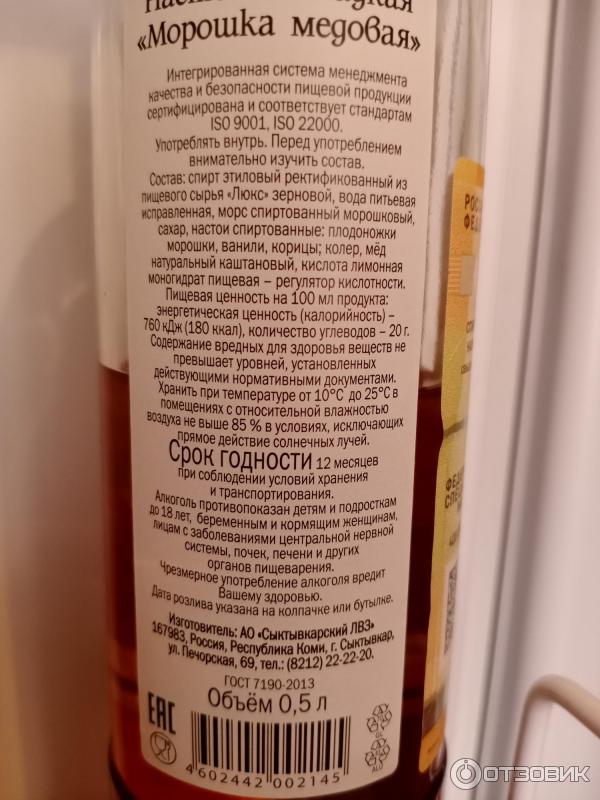 «Морошка медовая»
Интегрированная система менеджмента
качества и безопасности пищевой продукции
сертифицирована и соответствует стандартам
ISO 9001, ISO 22000.
Употреблять внутрь. Перед употреблением
внимательно изучить состав.
Состав: спирт этиловый ректификованный из
пищевого сырья «Люкс» зерновой, вода питьевая
исправленная, морс спиртованный морошковый,
сахар, настои спиртованные: плодоножки
морошки, ванили, корицы; колер, мёд
натуральный каштановый, кислота лимонная
моногидрат пищевая – регулятор кислотности.
Пищевая ценность на 100 мл продукта:
энергетическая ценность (калорийность) –
760 кДж (180 ккал), количество углеводов – 20 г.
Содержание вредных для здоровья веществ не
превышает уровней, установленных
действующими нормативными документами.
Хранить при температуре от 10°С до 25°С в
помещениях с относительной влажностью
воздуха не выше 85 % в условиях, исключающих
прямое действие солнечных лучей.
Срок годности 12 месяцев
при соблюдении условий хранения
и транспортирования.
Алкоголь противопоказан детям и подросткам
до 18 лет, беременным и кормящим женщинам,
лицам с заболеваниями центральной нервной
системы, почек, печени и других
органов пищеварения.
Чрезмерное употребление алкоголя вредит
Вашему здоровью.
Дата розлива указана на колпачке или бутылке.
Изготовитель: АО «Сыктывкарский ЛВЗ»
167983, Россия, Республика Коми, г. Сыктывкар,
ул. Печорская, 69, тел.: (8212) 22-22-20.
ГОСТ 7190-2013
Объём 0,5 л
EAC
GL
ALU
4 602442 002145
ОТЗОВИК